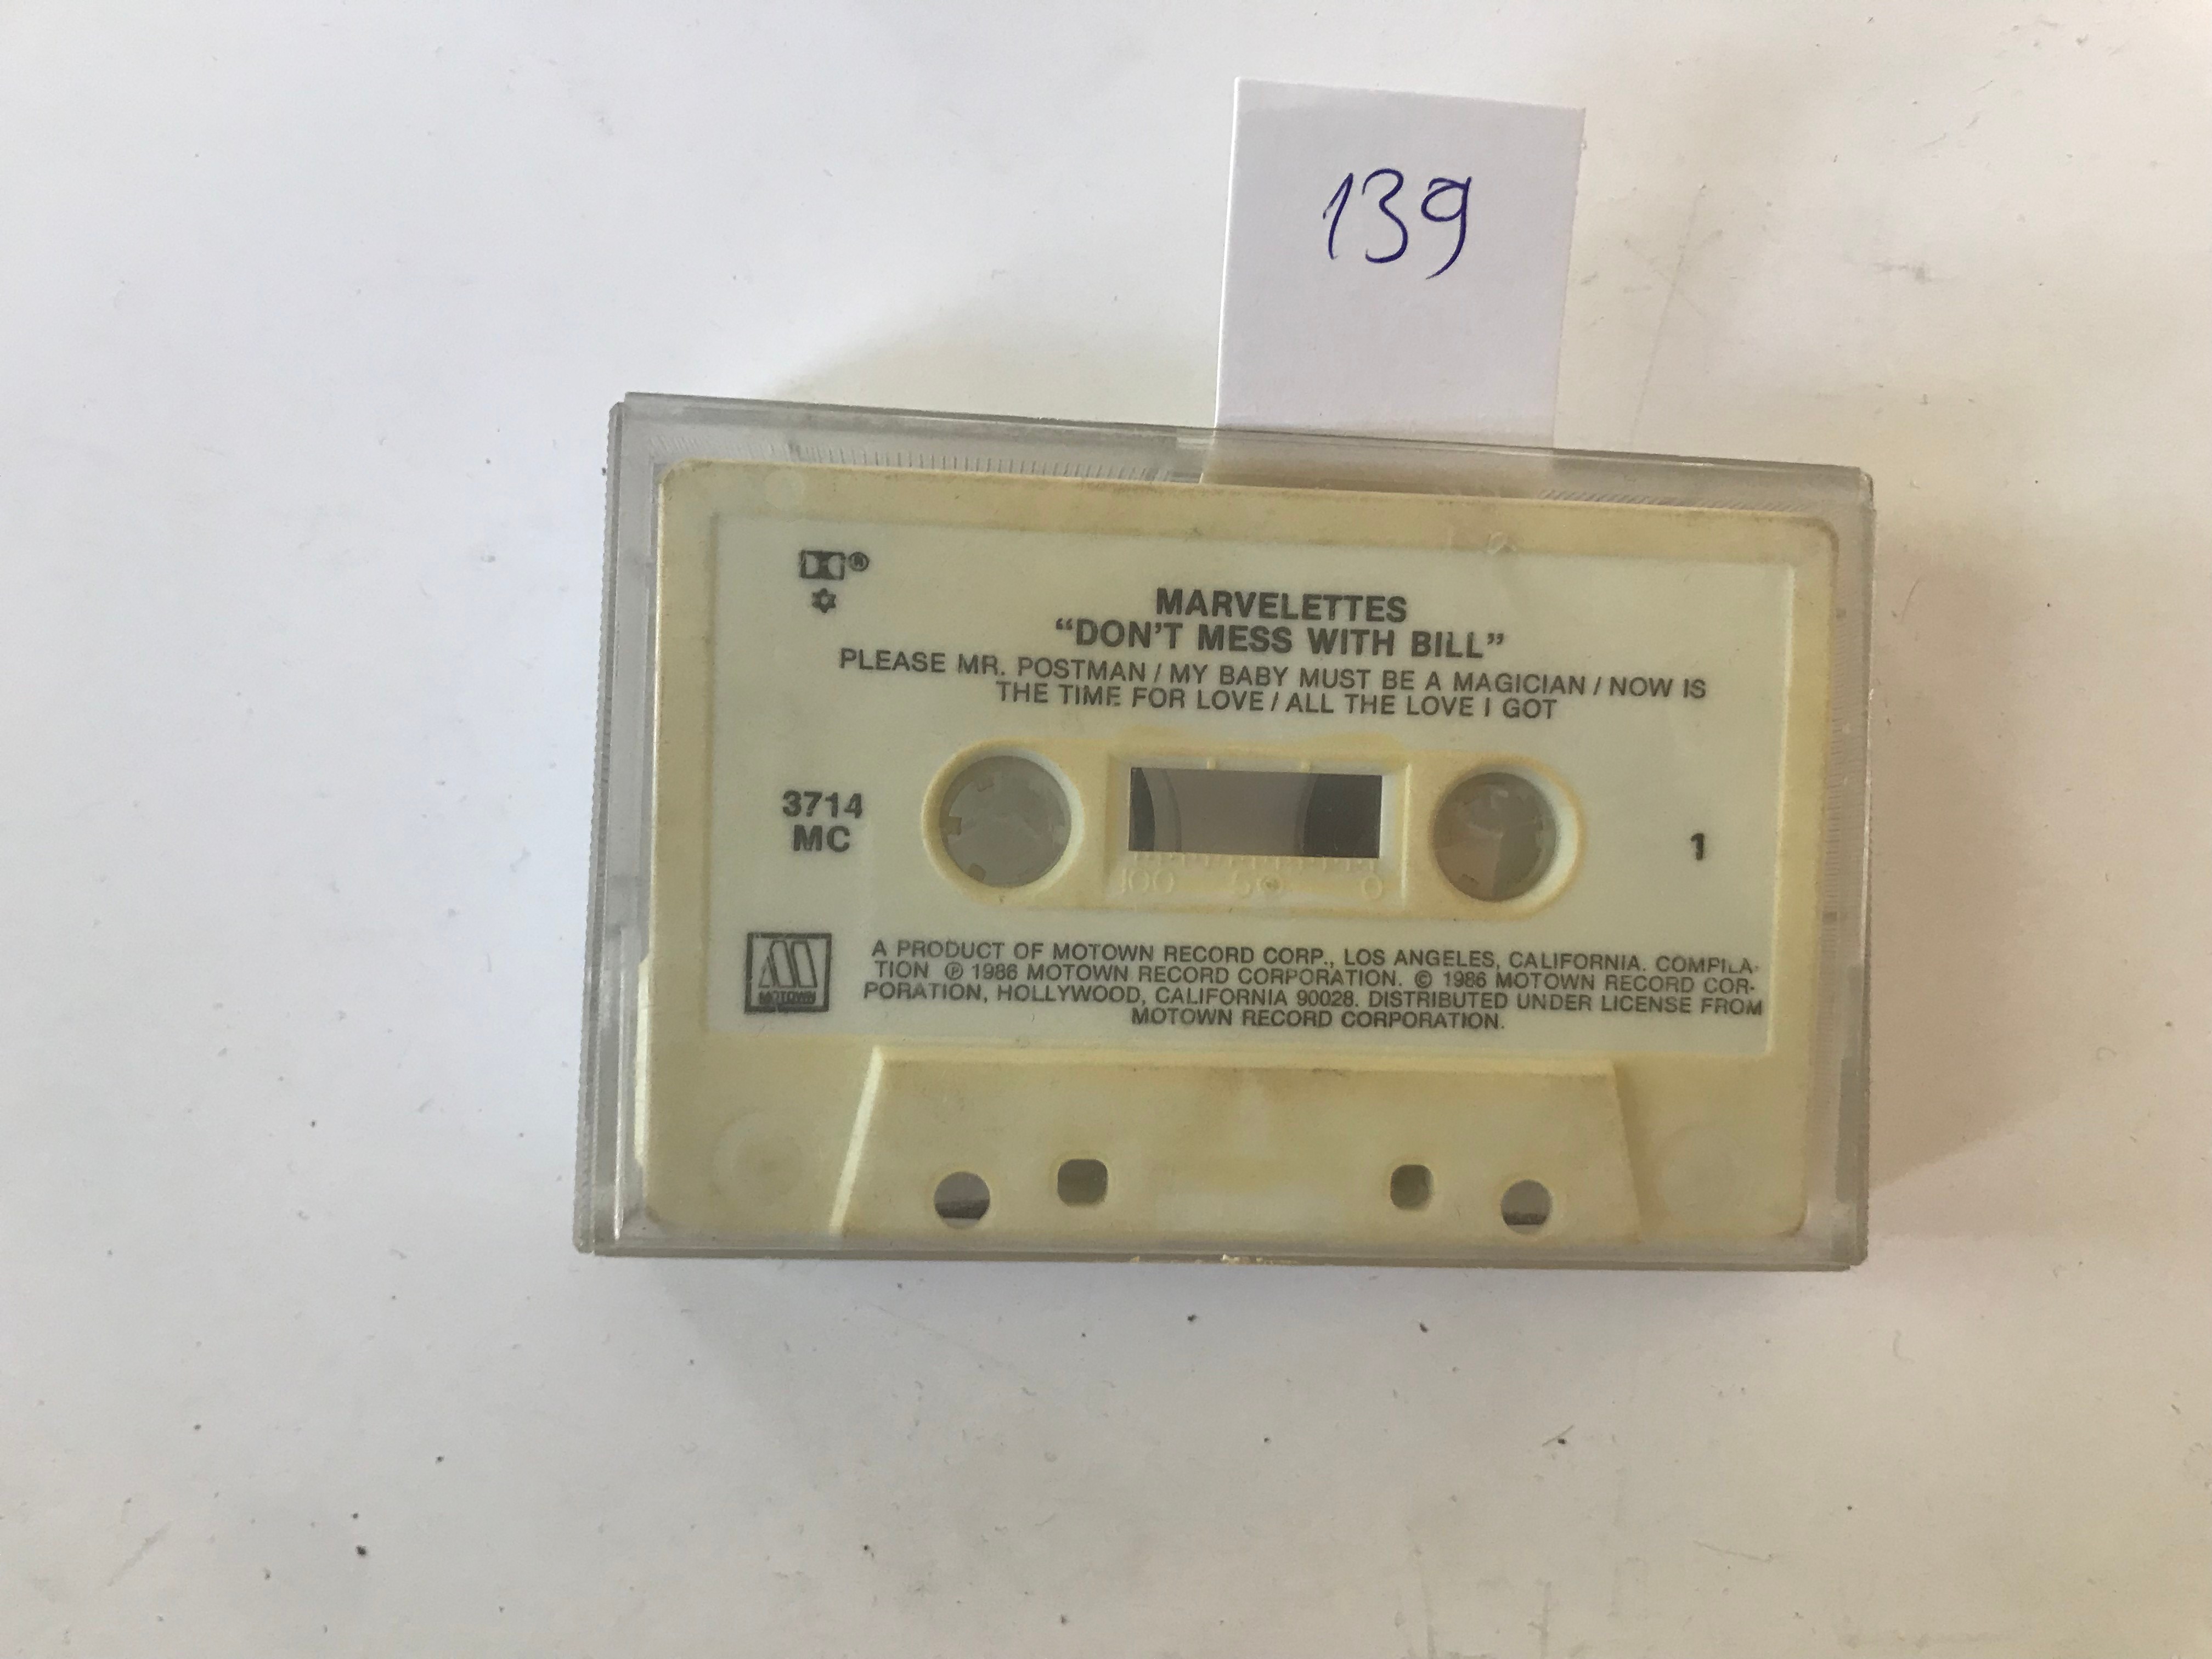 139
®
MARVELETTES
“DON’T MESS WITH BILL”
PLEASE MR. POSTMAN / MY BABY MUST BE A MAGICIAN / NOW IS
THE TIME FOR LOVE / ALL THE LOVE I GOT
3714
MC
1
100 50 0
MOTOWN
A PRODUCT OF MOTOWN RECORD CORP., LOS ANGELES, CALIFORNIA. COMPILA-
TION ℗ 1986 MOTOWN RECORD CORPORATION. © 1986 MOTOWN RECORD COR-
PORATION, HOLLYWOOD, CALIFORNIA 90028. DISTRIBUTED UNDER LICENSE FROM
MOTOWN RECORD CORPORATION.